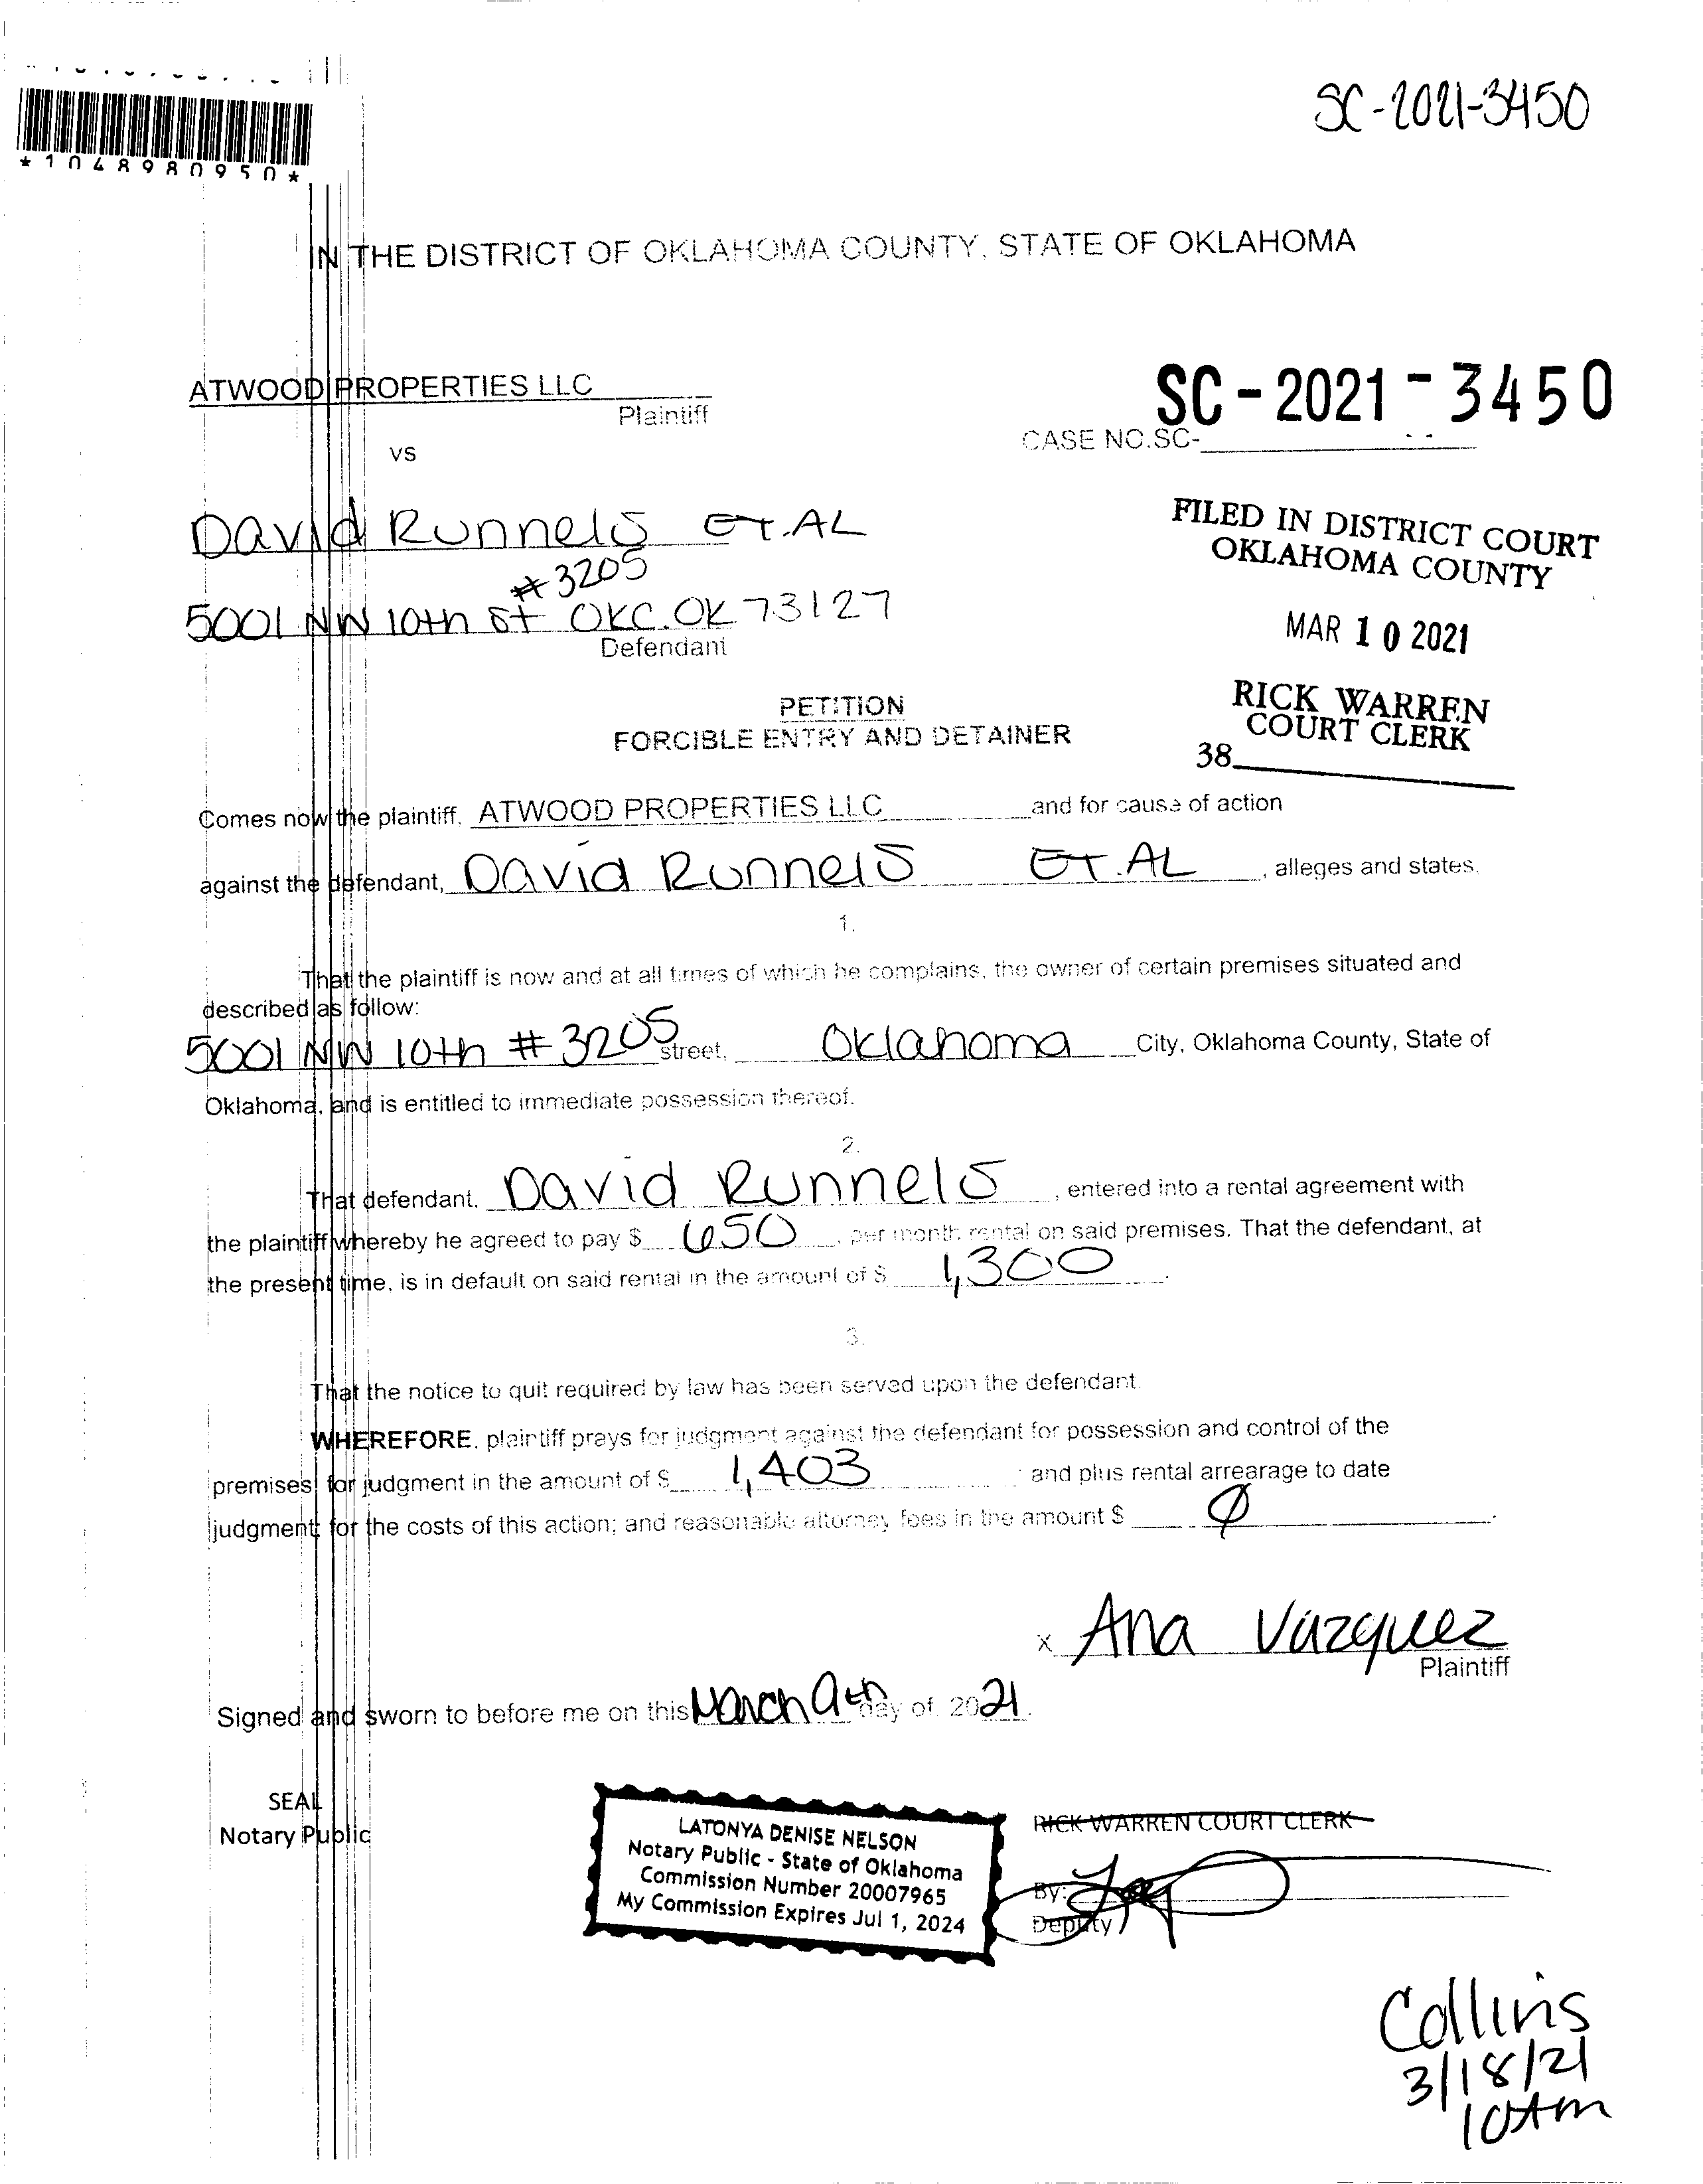 SC-2021-3450
*1048980950*
IN THE DISTRICT OF OKLAHOMA COUNTY, STATE OF OKLAHOMA
ATWOOD PROPERTIES LLC
Plaintiff
SC-2021-3450
CASE NO.SC-
vs
David Runnels ET.AL
#3205
5001 NW 10th St OKC.OK 73127
Defendant
FILED IN DISTRICT COURT
OKLAHOMA COUNTY
MAR 10 2021
RICK WARREN
COURT CLERK
38
PETITION
FORCIBLE ENTRY AND DETAINER
Comes now the plaintiff, ATWOOD PROPERTIES LLC and for cause of action
against the defendant, David Runnels ET.AL, alleges and states,
1.
That the plaintiff is now and at all times of which he complains, the owner of certain premises situated and
described as follow:
5001 NW 10th #3205 street, Oklahoma City, Oklahoma County, State of
Oklahoma, and is entitled to immediate possession thereof.
2.
That defendant, David Runnels, entered into a rental agreement with
the plaintiff whereby he agreed to pay $ 650, per month rental on said premises. That the defendant, at
the present time, is in default on said rental in the amount of $ 1,300.
3.
That the notice to quit required by law has been served upon the defendant.
WHEREFORE, plaintiff prays for judgment against the defendant for possession and control of the
premises; for judgment in the amount of $ 1,403; and plus rental arrearage to date
judgment; for the costs of this action; and reasonable attorney fees in the amount $ Ø.
x Ana Vazquez
Plaintiff
Signed and sworn to before me on this March 9th day of 2021.
SEAL
Notary Public
LATONYA DENISE NELSON
Notary Public - State of Oklahoma
Commission Number 20007965
My Commission Expires Jul 1, 2024
RICK WARREN COURT CLERK
By:
Deputy
Collins
3/18/21
10am